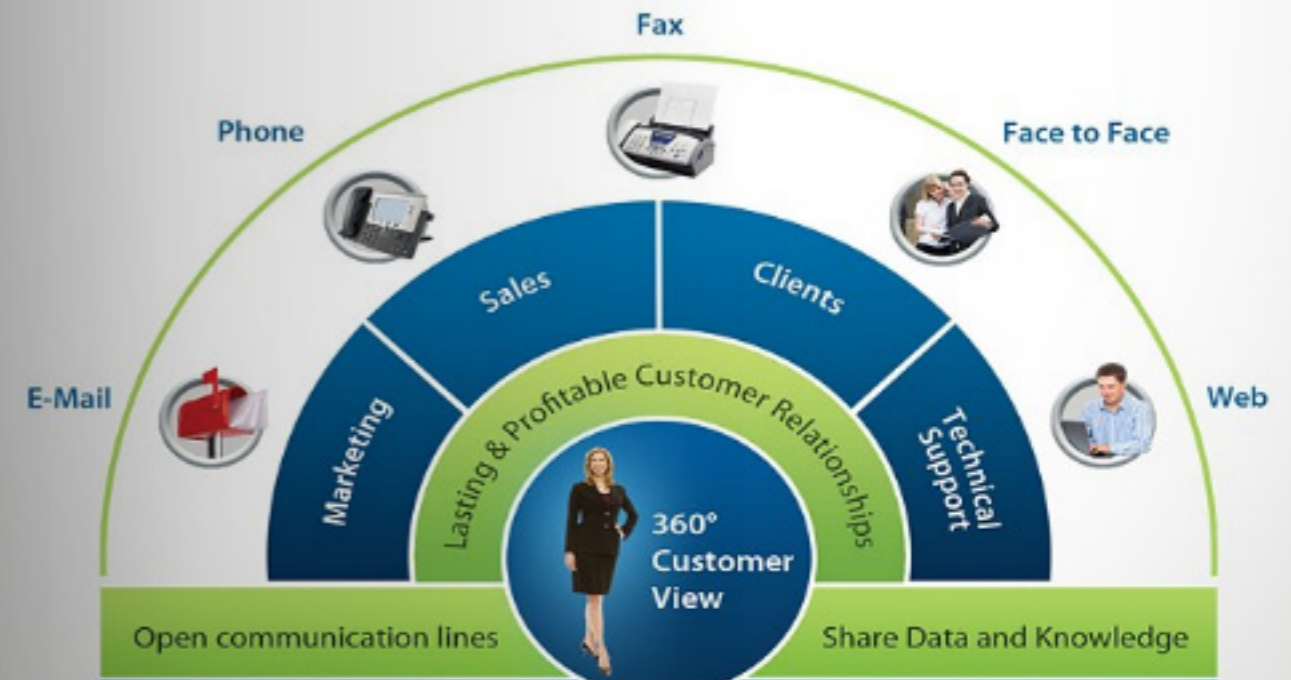 Fax
Phone
Face to Face
E-Mail
Web
Sales
Clients
Marketing
Technical
Support
Lasting & Profitable Customer Relationships
360°
Customer
View
Open communication lines
Share Data and Knowledge